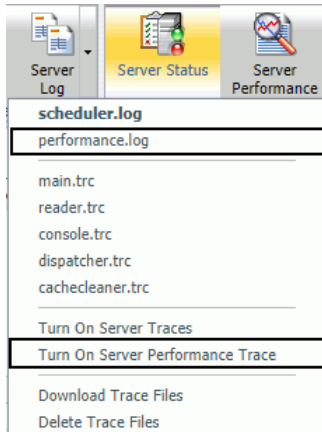 Server
Log
Server Status
Server
Performance
scheduler.log
performance.log
main.trc
reader.trc
console.trc
dispatcher.trc
cachecleaner.trc
Turn On Server Traces
Turn On Server Performance Trace
Download Trace Files
Delete Trace Files